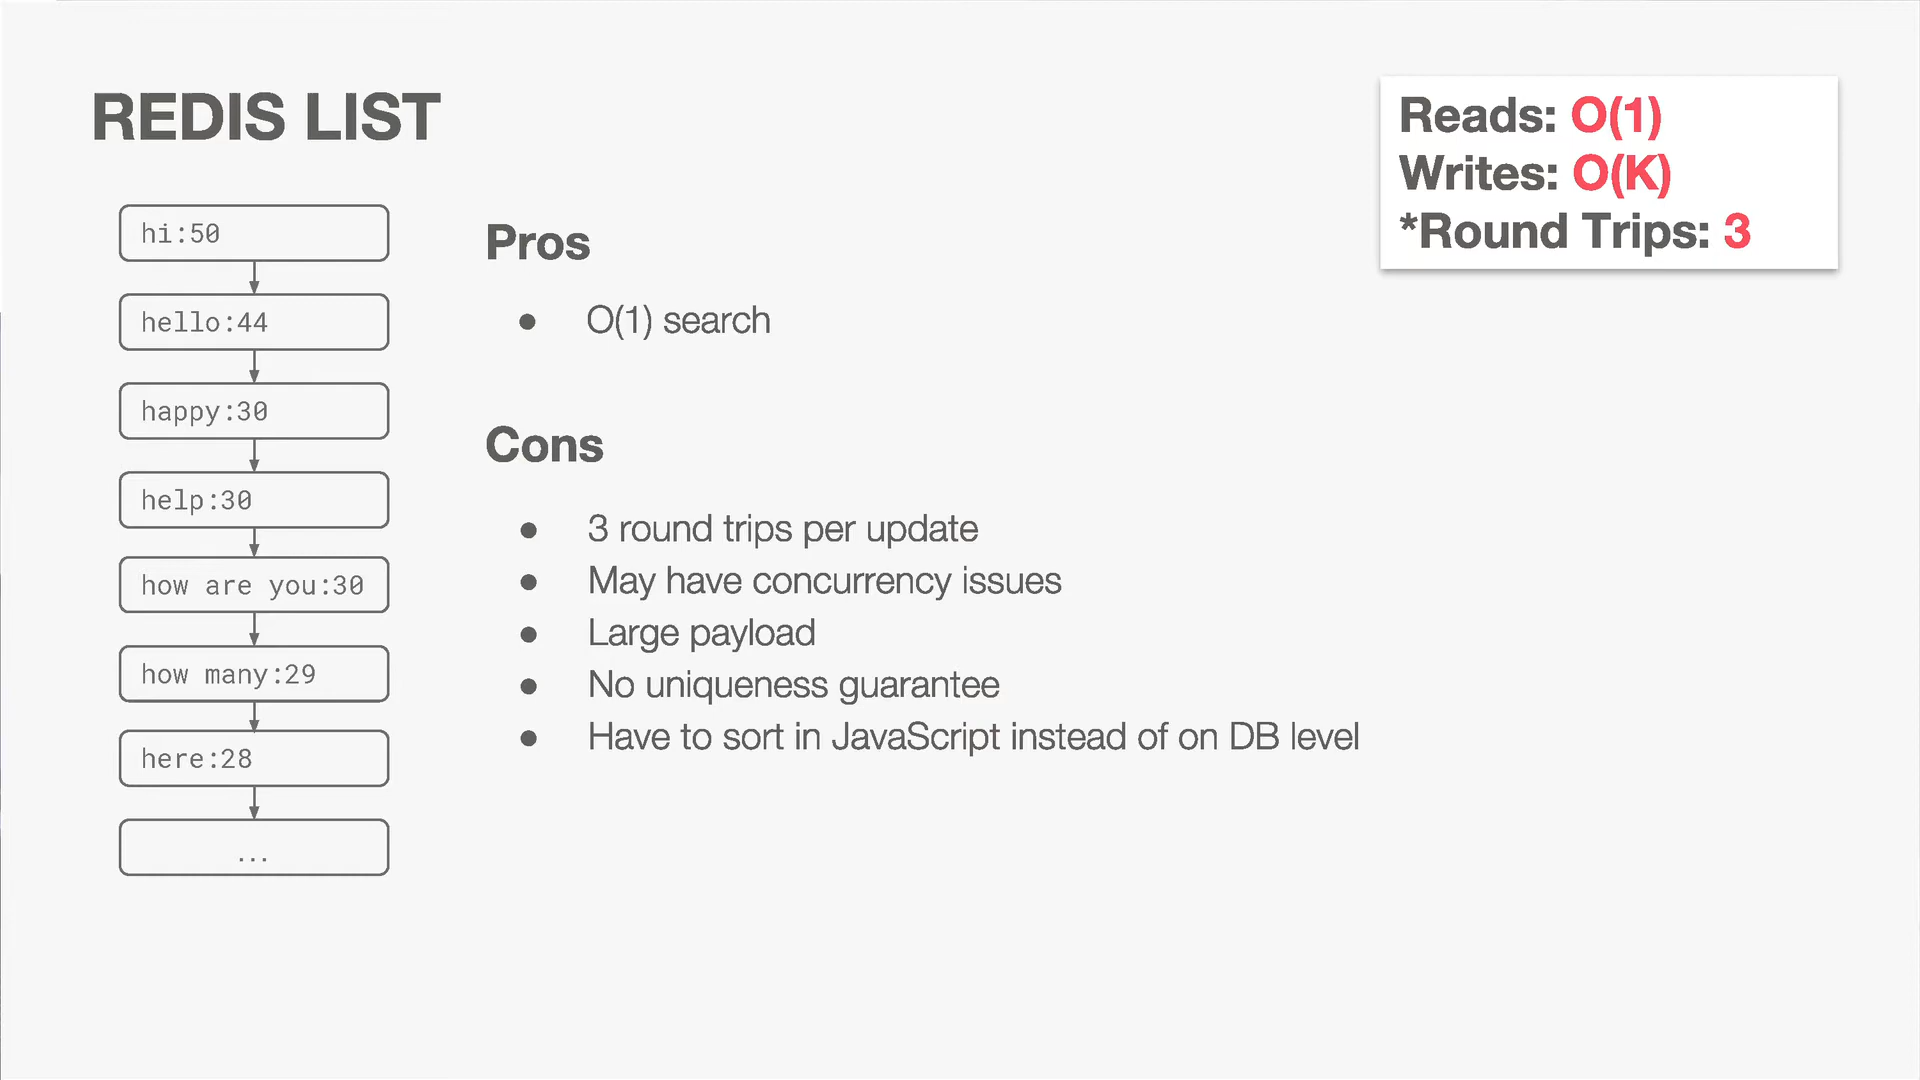 REDIS LIST
Reads: O(1)
Writes: O(K)
*Round Trips: 3
hi:50
hello:44
happy:30
help:30
how are you:30
how many:29
here:28
...
Pros
● O(1) search
Cons
● 3 round trips per update
● May have concurrency issues
● Large payload
● No uniqueness guarantee
● Have to sort in JavaScript instead of on DB level